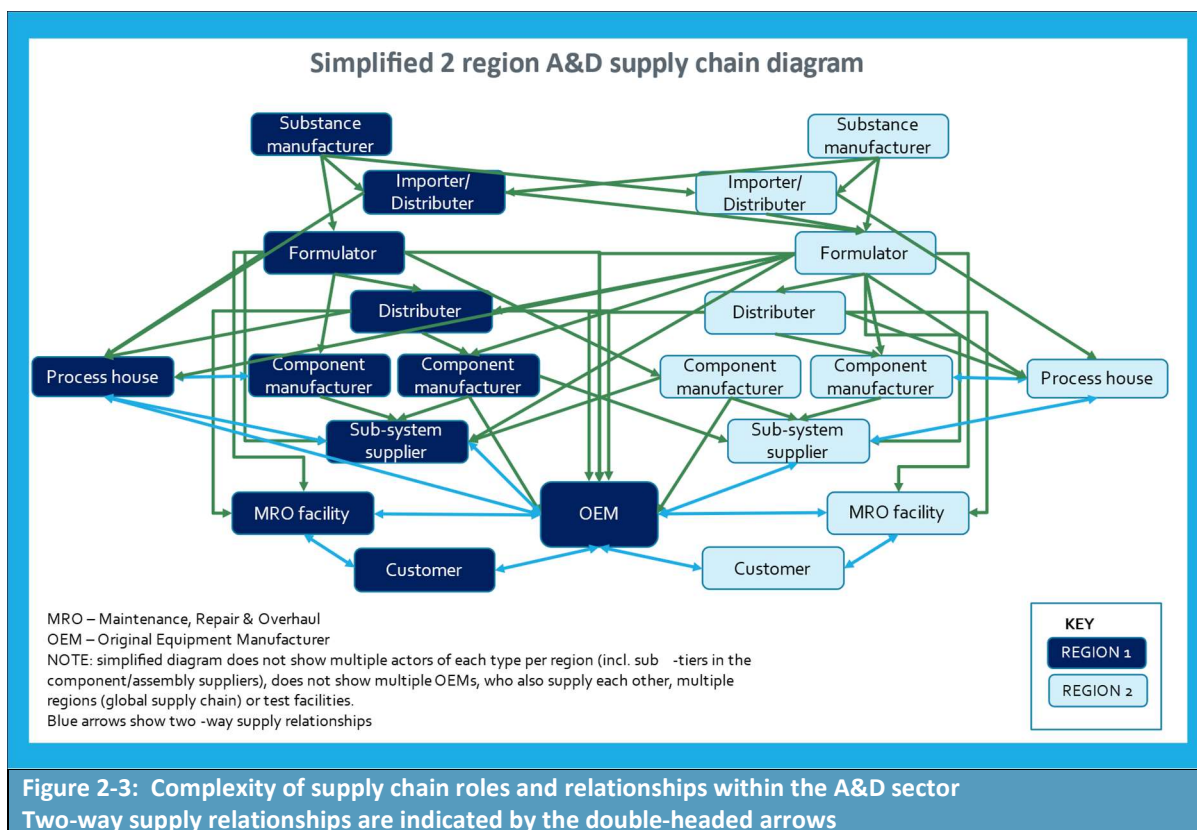 Simplified 2 region A&D supply chain diagram
Substance
manufacturer
Substance
manufacturer
Importer/
Distributer
Importer/
Distributer
Formulator
Formulator
Distributer
Distributer
Process house
Component
manufacturer
Component
manufacturer
Component
manufacturer
Component
manufacturer
Process house
Sub-system
supplier
Sub-system
supplier
MRO facility
OEM
MRO facility
Customer
Customer
MRO – Maintenance, Repair & Overhaul
OEM – Original Equipment Manufacturer
NOTE: simplified diagram does not show multiple actors of each type per region (incl. sub -tiers in the
component/assembly suppliers), does not show multiple OEMs, who also supply each other, multiple
regions (global supply chain) or test facilities.
Blue arrows show two -way supply relationships
KEY
REGION 1
REGION 2
Figure 2-3: Complexity of supply chain roles and relationships within the A&D sector
Two-way supply relationships are indicated by the double-headed arrows